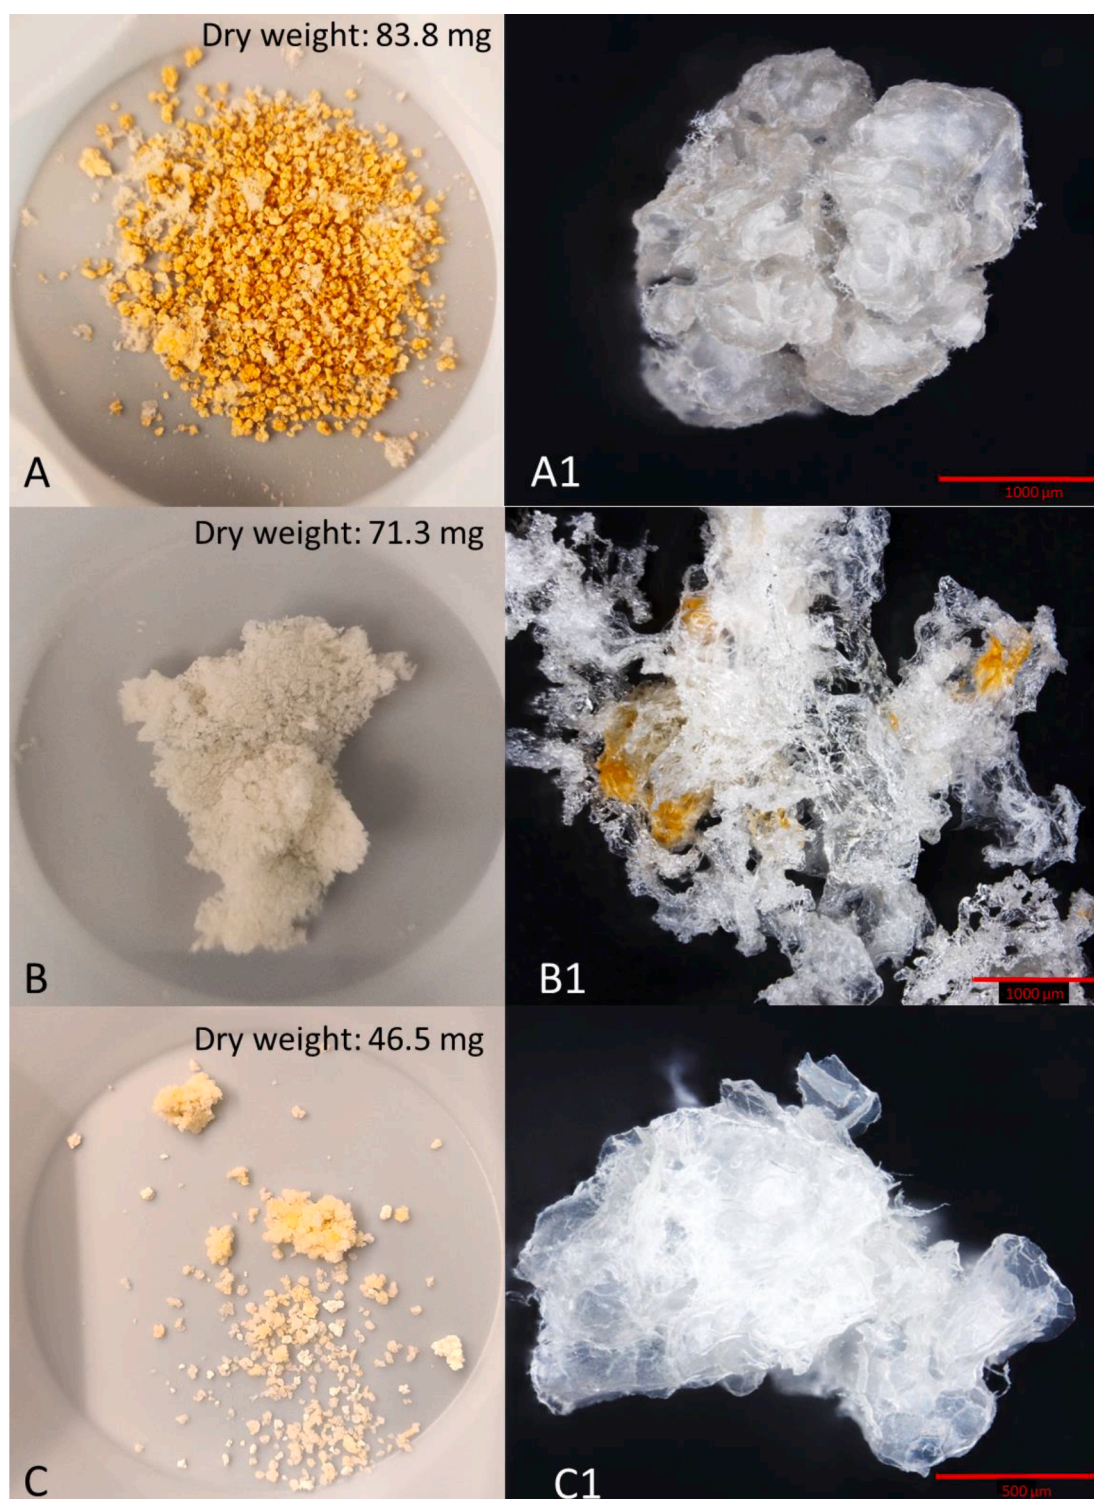 Dry weight: 83.8 mg
A
A1
1000 µm
Dry weight: 71.3 mg
B
B1
1000 µm
Dry weight: 46.5 mg
C
C1
500 µm